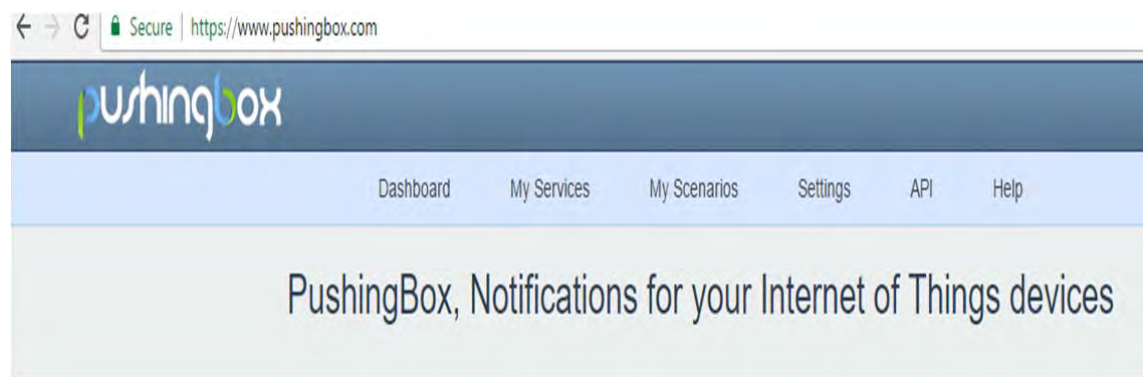 Secure | https://www.pushingbox.com
pushingbox
Dashboard My Services My Scenarios Settings API Help
PushingBox, Notifications for your Internet of Things devices